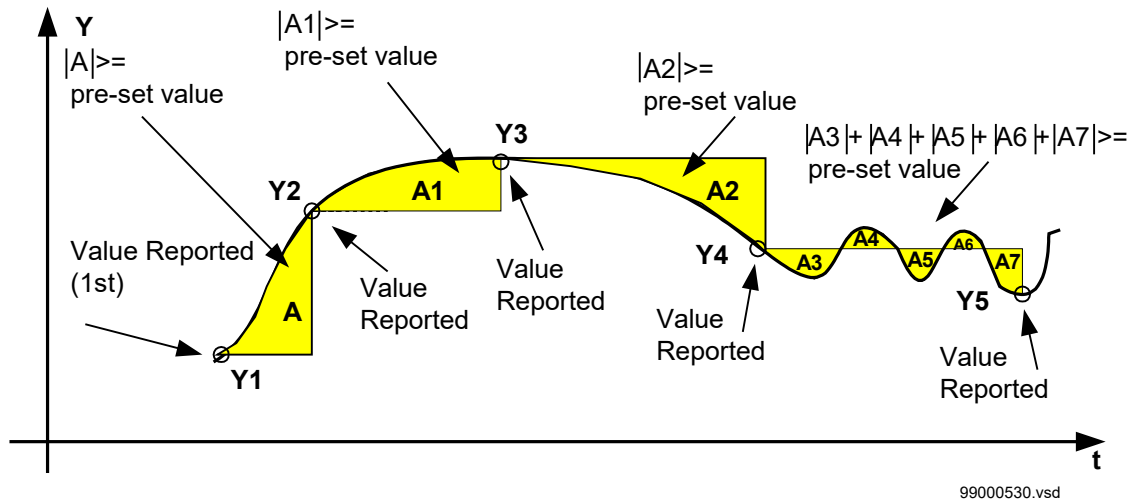 Y
|A|>=
pre-set value
|A1|>=
pre-set value
|A2|>=
pre-set value
|A3|+|A4|+|A5|+|A6|+|A7|>=
pre-set value
Y3
Y2
A1
A2
Value Reported
(1st)
A
Y1
Value
Reported
Value
Reported
Y4
Value
Reported
A3
A4
A5
A6
A7
Y5
Value
Reported
t
99000530.vsd